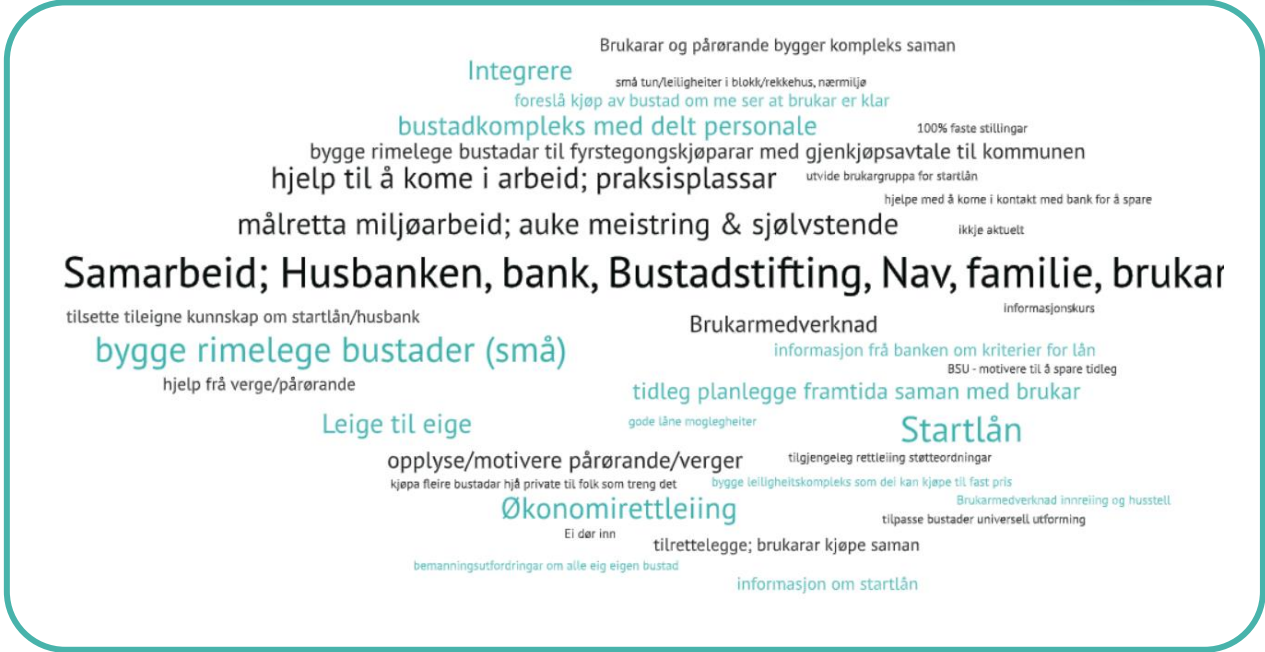 Brukarar og pårørande bygger kompleks saman
Integrere
små tun/leiligheiter i blokk/rekkehus, nærmiljø
foreslå kjøp av bustad om me ser at brukar er klar
bustadkompleks med delt personale
100% faste stillingar
bygge rimelege bustadar til fyrstegongskjøparar med gjenkjøpsavtale til kommunen
hjelp til å kome i arbeid; praksisplassar
utvide brukargruppa for startlån
hjelpe med å kome i kontakt med bank for å spare
målretta miljøarbeid; auke meistring & sjølvstende
ikkje aktuelt
Samarbeid; Husbanken, bank, Bustadstifting, Nav, familie, brukar
informasjonskurs
tilsette tileigne kunnskap om startlån/husbank
Brukarmedverknad
bygge rimelege bustader (små)
informasjon frå banken om kriterier for lån
BSU - motivere til å spare tidleg
hjelp frå verge/pårørande
tidleg planlegge framtida saman med brukar
Leige til eige
gode låne moglegheiter
Startlån
opplyse/motivere pårørande/verger
tilgjengeleg rettleiing støtteordningar
kjøpa fleire bustadar hjå private til folk som treng det
bygge leiligheitskompleks som dei kan kjøpe til fast pris
Brukarmedverknad innreiing og husstell
Økonomirettleiing
tilpasse bustader universell utforming
Ei dør inn
tilrettelegge; brukarar kjøpe saman
bemanningsutfordringar om alle eig eigen bustad
informasjon om startlån